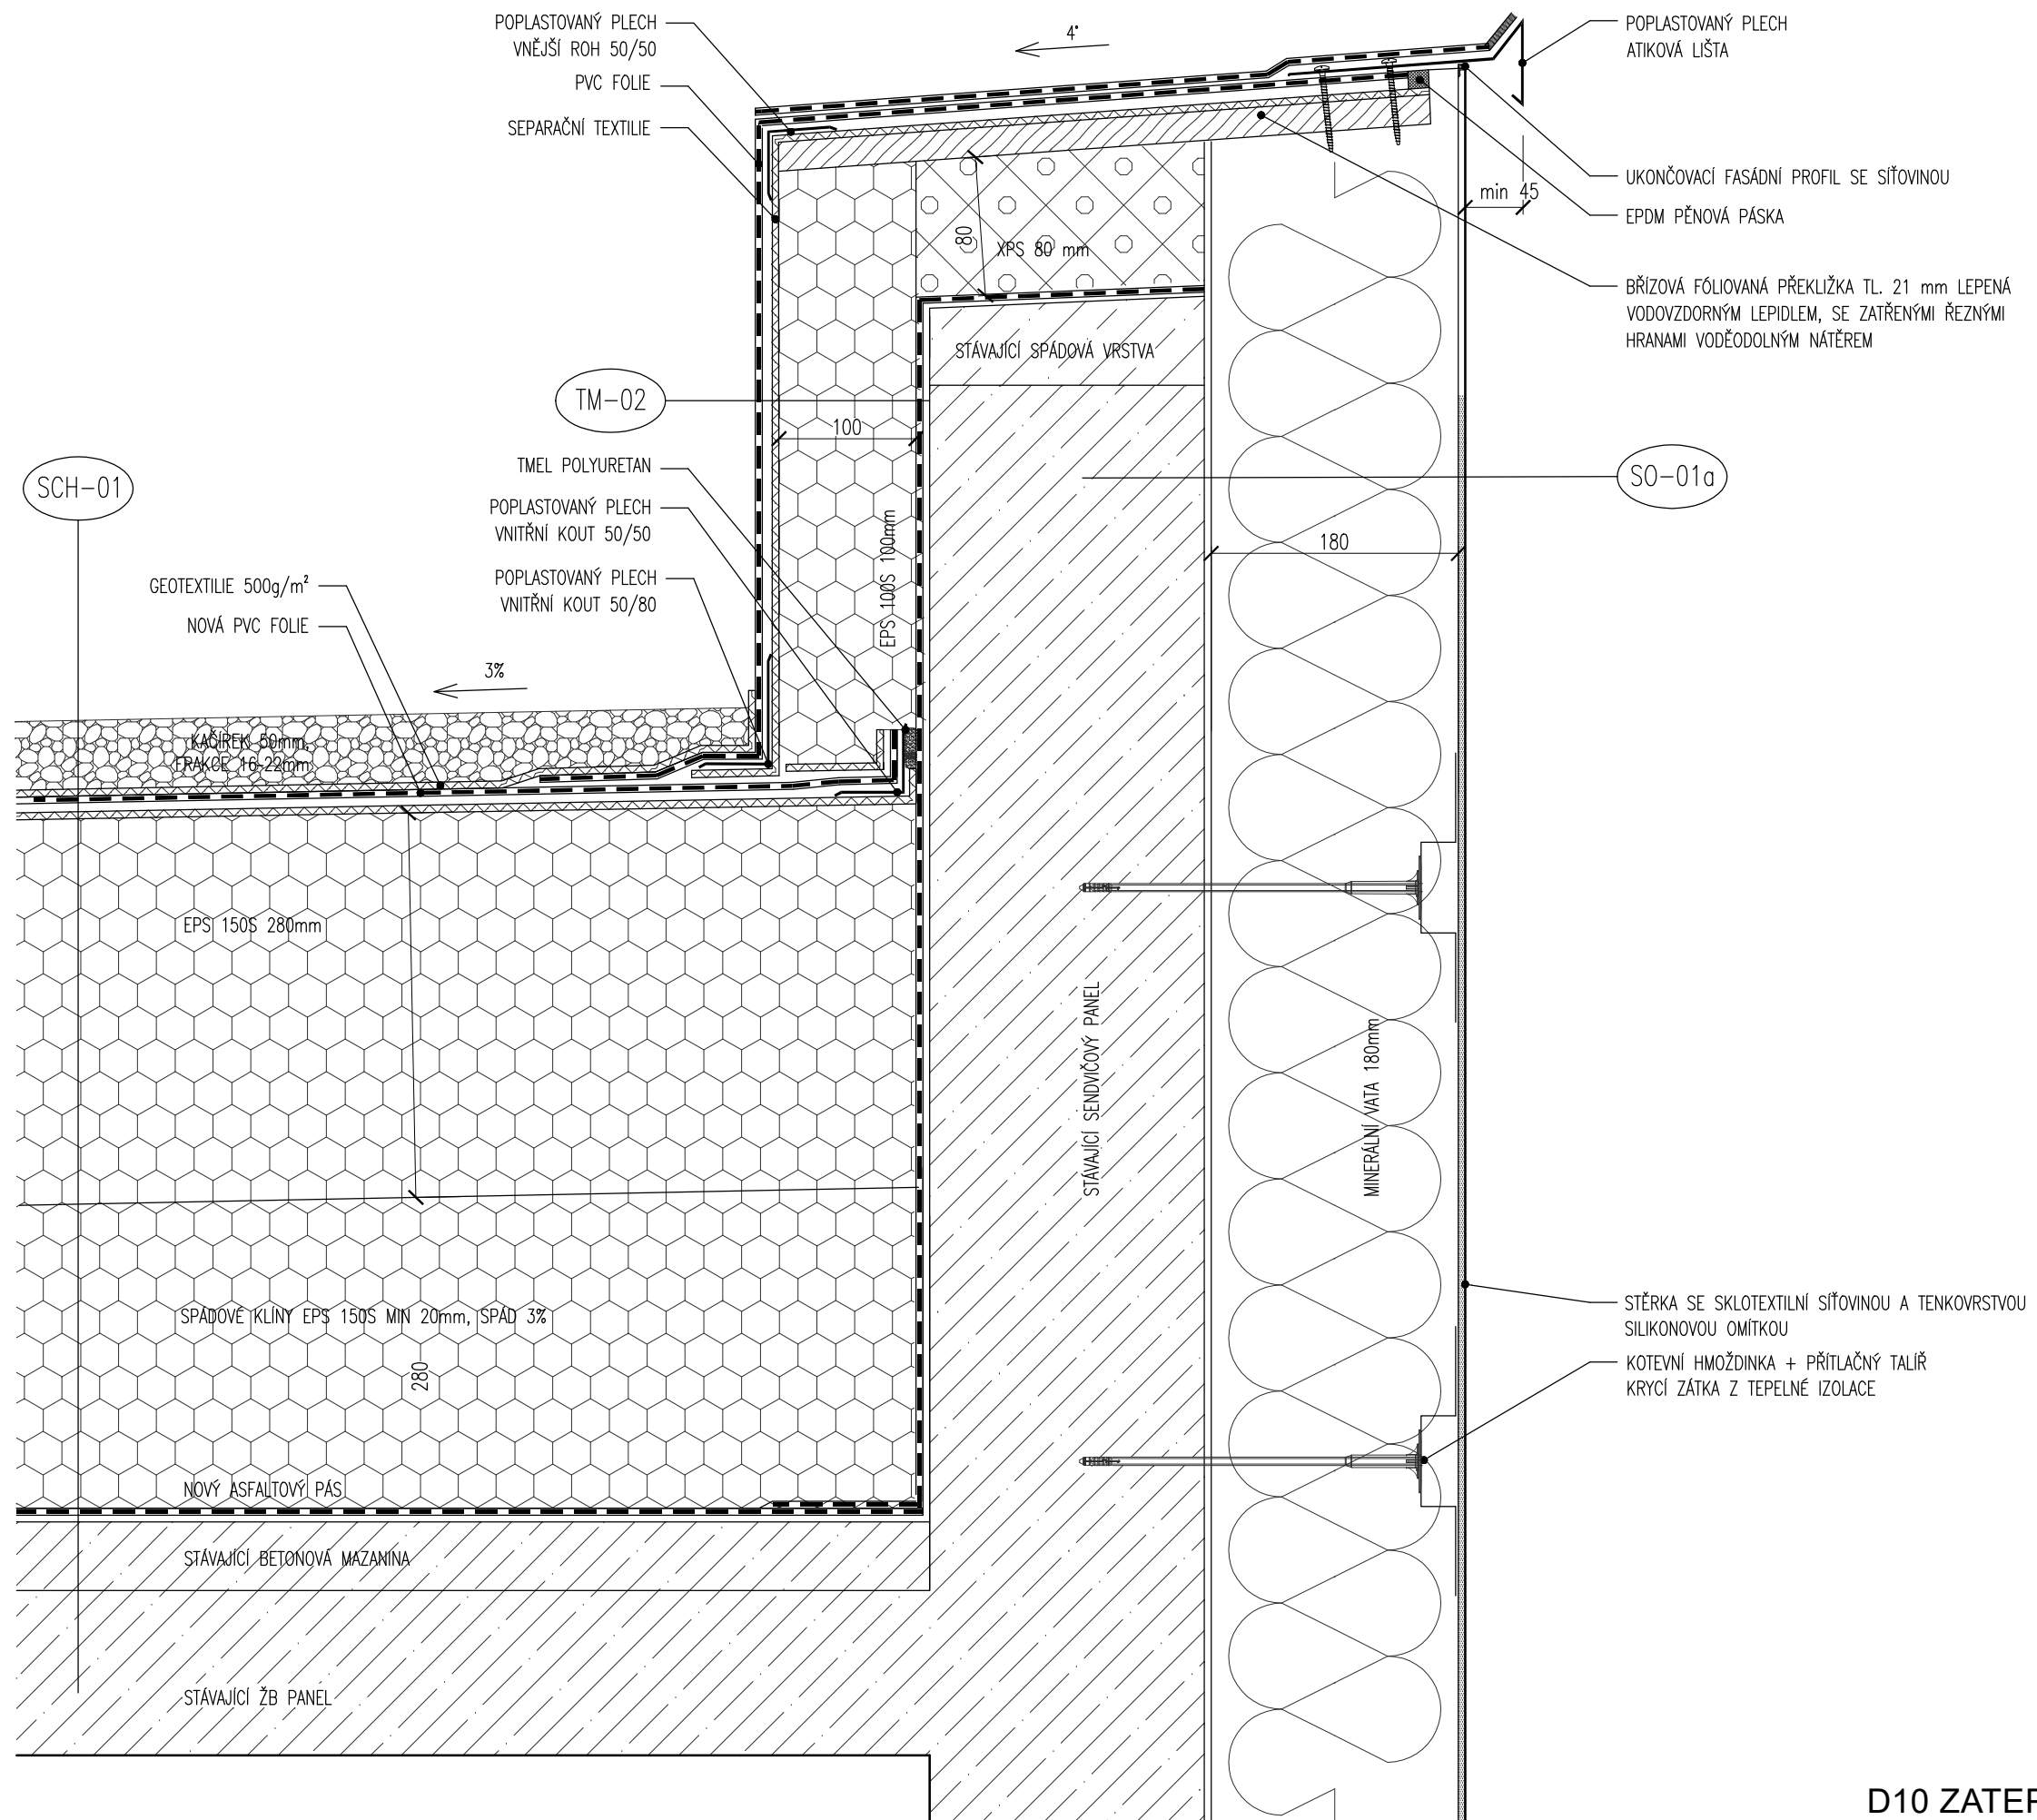 POPLASTOVANÝ PLECH
VNĚJŠÍ ROH 50/50
PVC FOLIE
SEPARAČNÍ TEXTILIE
4°
POPLASTOVANÝ PLECH
ATIKOVÁ LIŠTA
UKONČOVACÍ FASÁDNÍ PROFIL SE SÍŤOVINOU
min 45
EPDM PĚNOVÁ PÁSKA
80
XPS 80 mm
BŘÍZOVÁ FÓLIOVANÁ PŘEKLIŽKA TL. 21 mm LEPENÁ
VODOVZDORNÝM LEPIDLEM, SE ZATŘENÝMI ŘEZNÝMI
HRANAMI VODĚODOLNÝM NÁTĚREM
STÁVAJÍCÍ SPÁDOVÁ VRSTVA
TM-02
100
SCH-01
TMEL POLYURETAN
POPLASTOVANÝ PLECH
VNITŘNÍ KOUT 50/50
POPLASTOVANÝ PLECH
VNITŘNÍ KOUT 50/80
SO-01a
180
EPS 100S 100mm
GEOTEXTILIE 500g/m²
NOVÁ PVC FOLIE
3%
KAČÍREK 50mm,
FRAKCE 16-22mm
EPS 150S 280mm
STÁVAJÍCÍ SENDVIČOVÝ PANEL
MINERÁLNÍ VATA 180mm
SPÁDOVÉ KLÍNY EPS 150S MIN 20mm, SPÁD 3%
280
STĚRKA SE SKLOTEXTILNÍ SÍŤOVINOU A TENKOVRSTVOU
SILIKONOVOU OMÍTKOU
KOTEVNÍ HMOŽDINKA + PŘÍTLAČNÝ TALÍŘ
KRYCÍ ZÁTKA Z TEPELNÉ IZOLACE
NOVÝ ASFALTOVÝ PÁS
STÁVAJÍCÍ BETONOVÁ MAZANINA
STÁVAJÍCÍ ŽB PANEL
D10